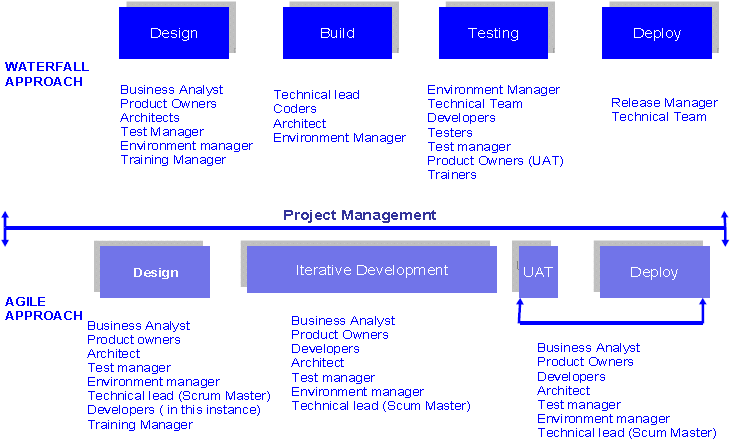 Design
Build
Testing
Deploy
WATERFALL
APPROACH
Business Analyst
Product Owners
Architects
Test Manager
Environment manager
Training Manager
Technical lead
Coders
Architect
Environment Manager
Environment Manager
Technical Team
Developers
Testers
Test manager
Product Owners (UAT)
Trainers
Release Manager
Technical Team
Project Management
Design
Iterative Development
UAT
Deploy
AGILE
APPROACH
Business Analyst
Product owners
Architect
Test manager
Environment manager
Technical lead (Scrum Master)
Developers ( in this instance)
Training Manager
Business Analyst
Product Owners
Developers
Architect
Test manager
Environment manager
Technical lead (Scum Master)
Business Analyst
Product Owners
Developers
Architect
Test manager
Environment manager
Technical lead (Scum Master)